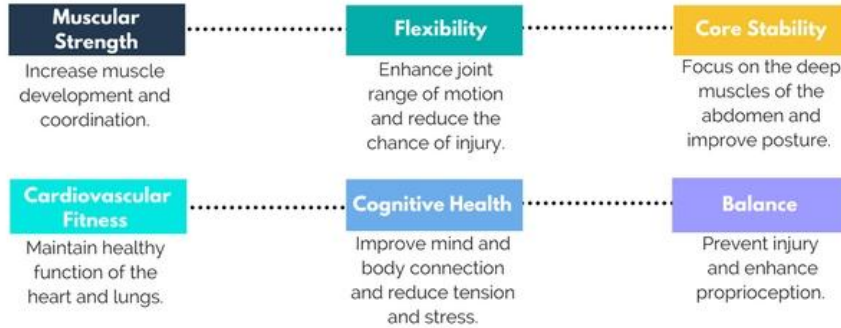 Muscular
Strength
Increase muscle
development and
coordination.
Flexibility
Enhance joint
range of motion
and reduce the
chance of injury.
Core Stability
Focus on the deep
muscles of the
abdomen and
improve posture.
Cardiovascular
Fitness
Maintain healthy
function of the
heart and lungs.
Cognitive Health
Improve mind and
body connection
and reduce tension
and stress.
Balance
Prevent injury
and enhance
proprioception.